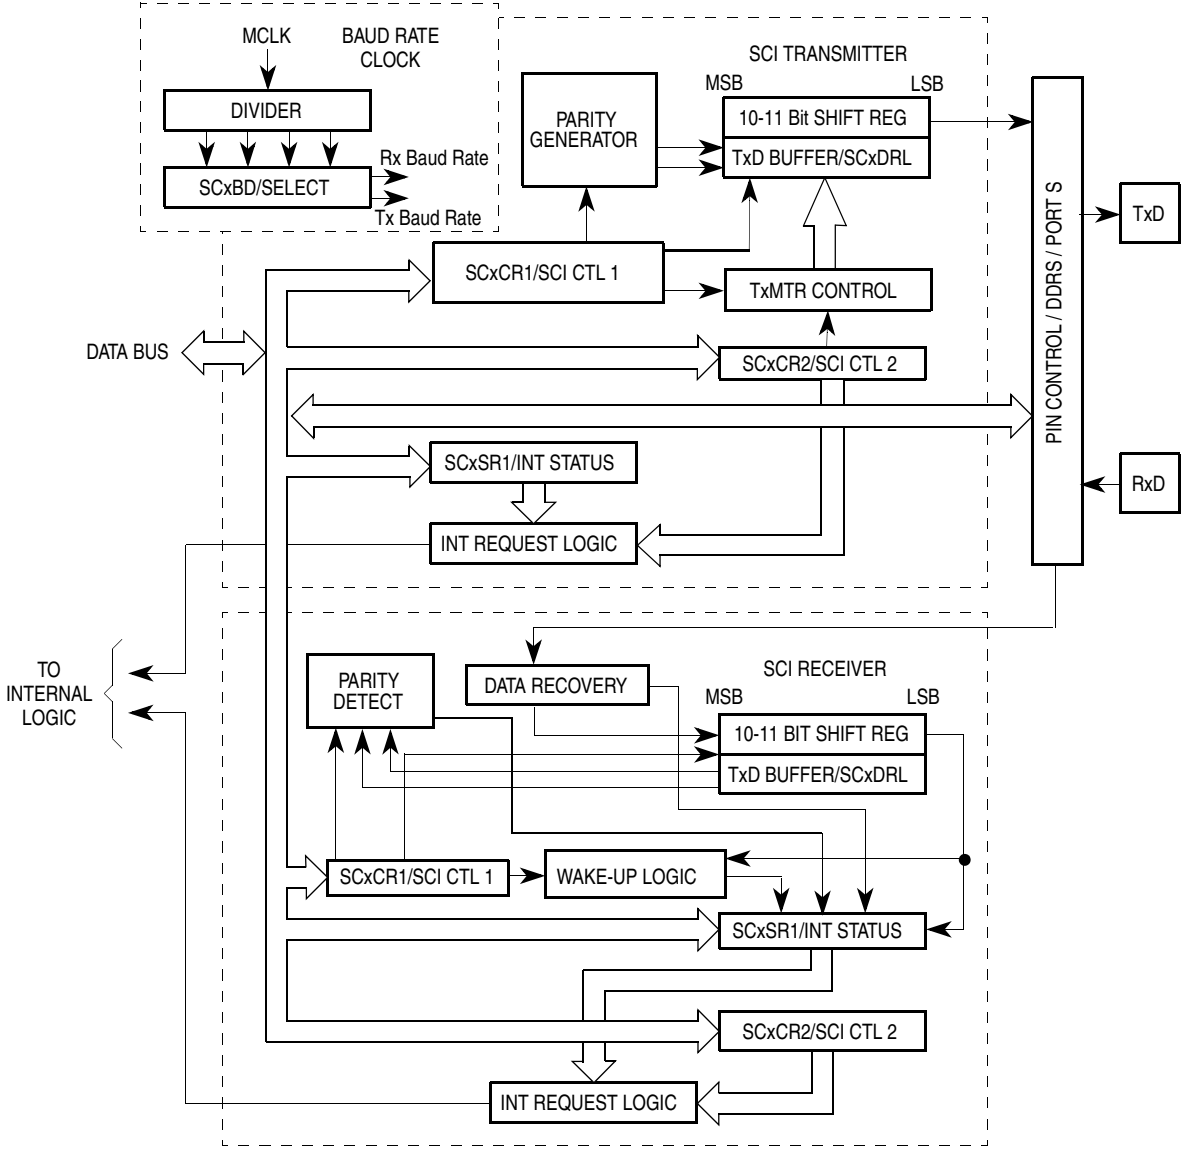 MCLK
BAUD RATE
CLOCK
DIVIDER
SCxBD/SELECT
Rx Baud Rate
Tx Baud Rate
SCI TRANSMITTER
MSB
LSB
PARITY
GENERATOR
10-11 Bit SHIFT REG
TxD BUFFER/SCxDRL
SCxCR1/SCI CTL 1
TxMTR CONTROL
DATA BUS
SCxCR2/SCI CTL 2
SCxSR1/INT STATUS
INT REQUEST LOGIC
PIN CONTROL / DDRS / PORT S
TxD
RxD
TO
INTERNAL
LOGIC
SCI RECEIVER
PARITY
DETECT
DATA RECOVERY
MSB
LSB
10-11 BIT SHIFT REG
TxD BUFFER/SCxDRL
SCxCR1/SCI CTL 1
WAKE-UP LOGIC
SCxSR1/INT STATUS
SCxCR2/SCI CTL 2
INT REQUEST LOGIC